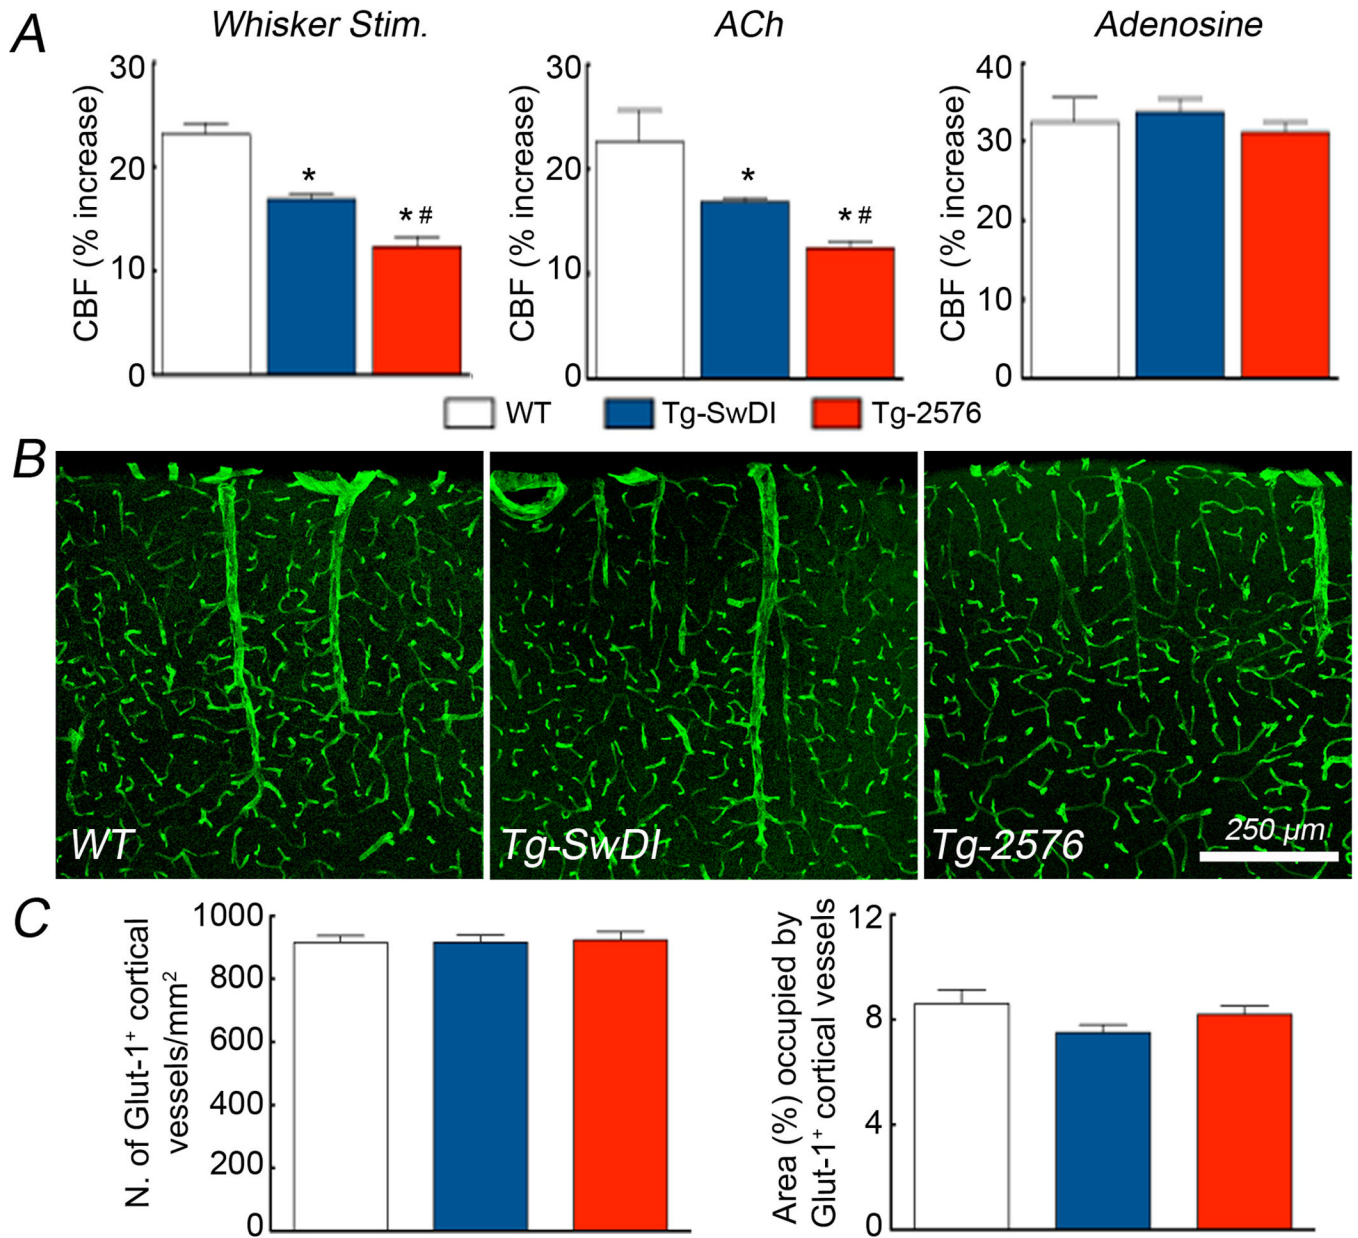 A
Whisker Stim.
ACh
Adenosine
CBF (% increase)
30
20
10
0
*
* #
CBF (% increase)
30
20
10
0
*
* #
CBF (% increase)
40
30
20
10
0
WT
Tg-SwDI
Tg-2576
B
WT
Tg-SwDI
Tg-2576
250 µm
C
N. of Glut-1⁺ cortical
vessels/mm²
1000
800
600
400
200
0
Area (%) occupied by
Glut-1⁺ cortical vessels
12
8
4
0